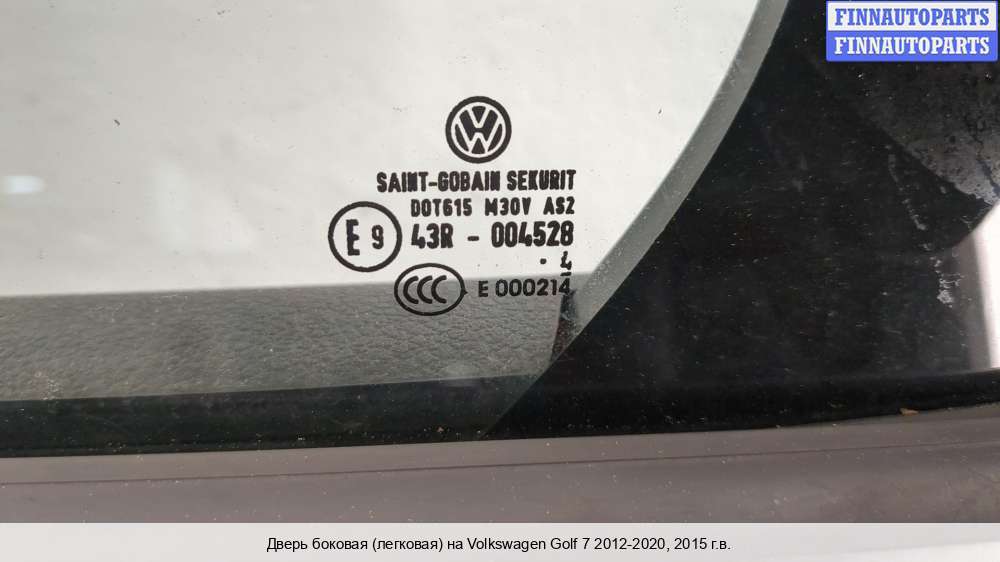 FINNAUTOPARTS
FINNAUTOPARTS
SAINT-GOBAIN SEKURIT
DOT615 M30V AS2
E 9 43R - 004528
. 4
CCC E 000214
Дверь боковая (легковая) на Volkswagen Golf 7 2012-2020, 2015 г.в.